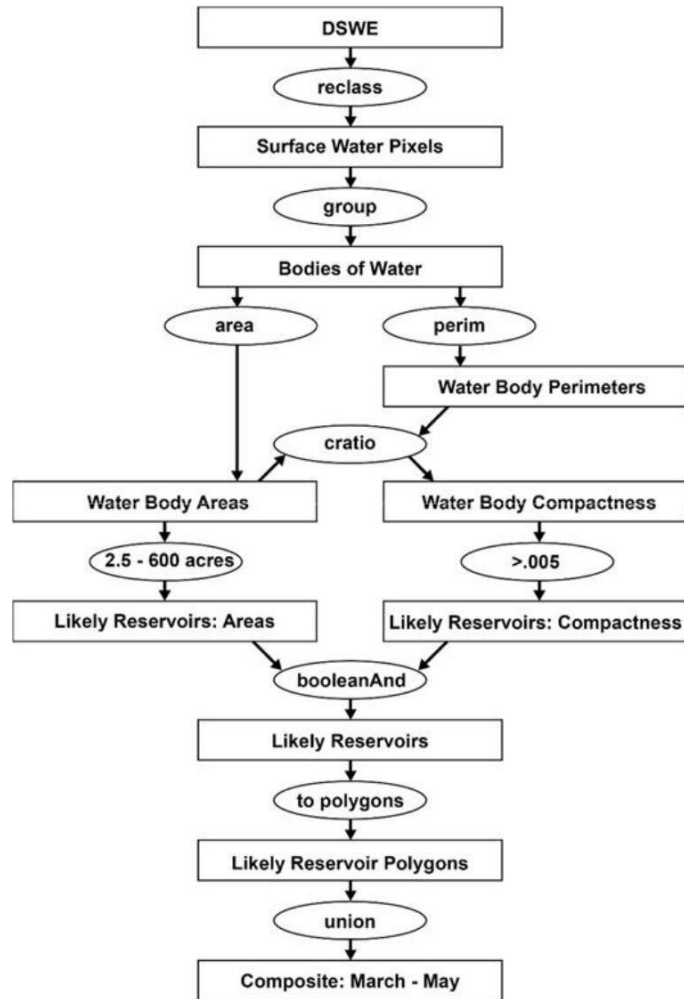 DSWE
reclass
Surface Water Pixels
group
Bodies of Water
area
perim
Water Body Perimeters
cratio
Water Body Areas
Water Body Compactness
2.5 - 600 acres
>.005
Likely Reservoirs: Areas
Likely Reservoirs: Compactness
booleanAnd
Likely Reservoirs
to polygons
Likely Reservoir Polygons
union
Composite: March - May